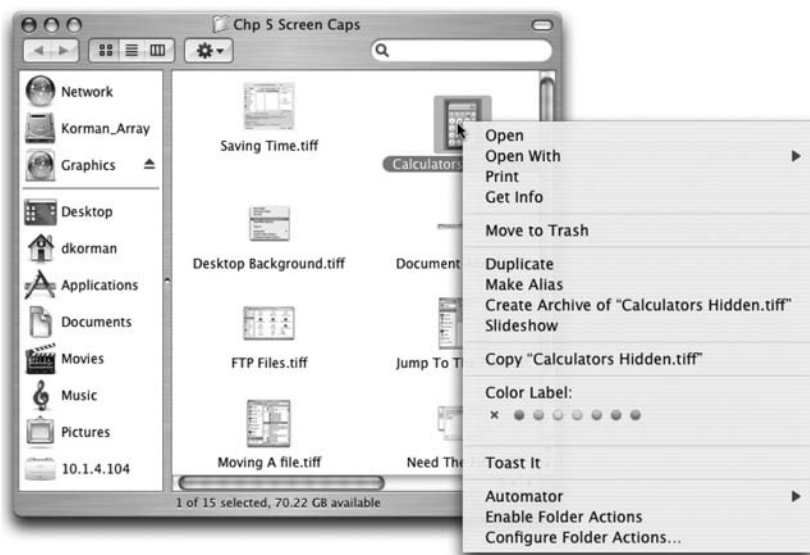 Chp 5 Screen Caps
Network
Korman_Array
Graphics
Desktop
dkorman
Applications
Documents
Movies
Music
Pictures
10.1.4.104
Saving Time.tiff
Calculators
Desktop Background.tiff
Document
FTP Files.tiff
Jump To
Moving A file.tiff
Need The
1 of 15 selected, 70.22 GB available
Open
Open With
Print
Get Info
Move to Trash
Duplicate
Make Alias
Create Archive of “Calculators Hidden.tiff”
Slideshow
Copy “Calculators Hidden.tiff”
Color Label:
Toast It
Automator
Enable Folder Actions
Configure Folder Actions...